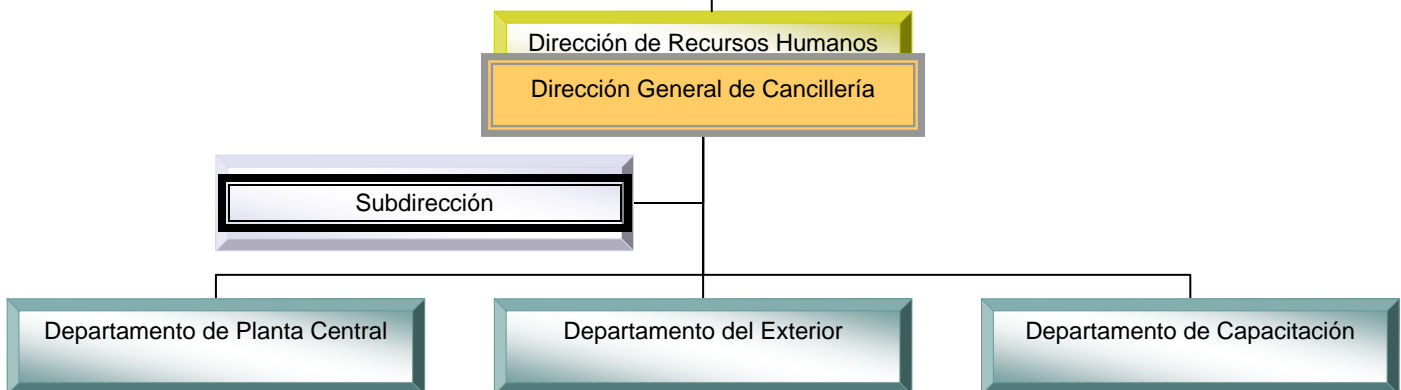 Dirección de Recursos Humanos
Dirección General de Cancillería
Subdirección
Departamento de Planta Central
Departamento del Exterior
Departamento de Capacitación